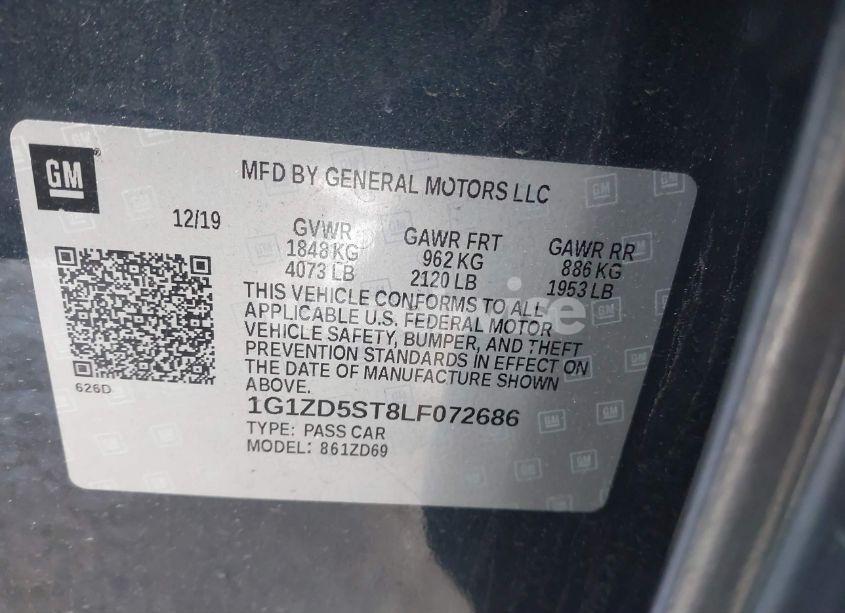 GM
MFD BY GENERAL MOTORS LLC
12/19
GVWR
1848 KG
4073 LB
GAWR FRT
962 KG
2120 LB
GAWR RR
886 KG
1953 LB
THIS VEHICLE CONFORMS TO ALL
APPLICABLE U.S. FEDERAL MOTOR
VEHICLE SAFETY, BUMPER, AND THEFT
PREVENTION STANDARDS IN EFFECT ON
THE DATE OF MANUFACTURE SHOWN
ABOVE.
626D
1G1ZD5ST8LF072686
TYPE: PASS CAR
MODEL: 861ZD69